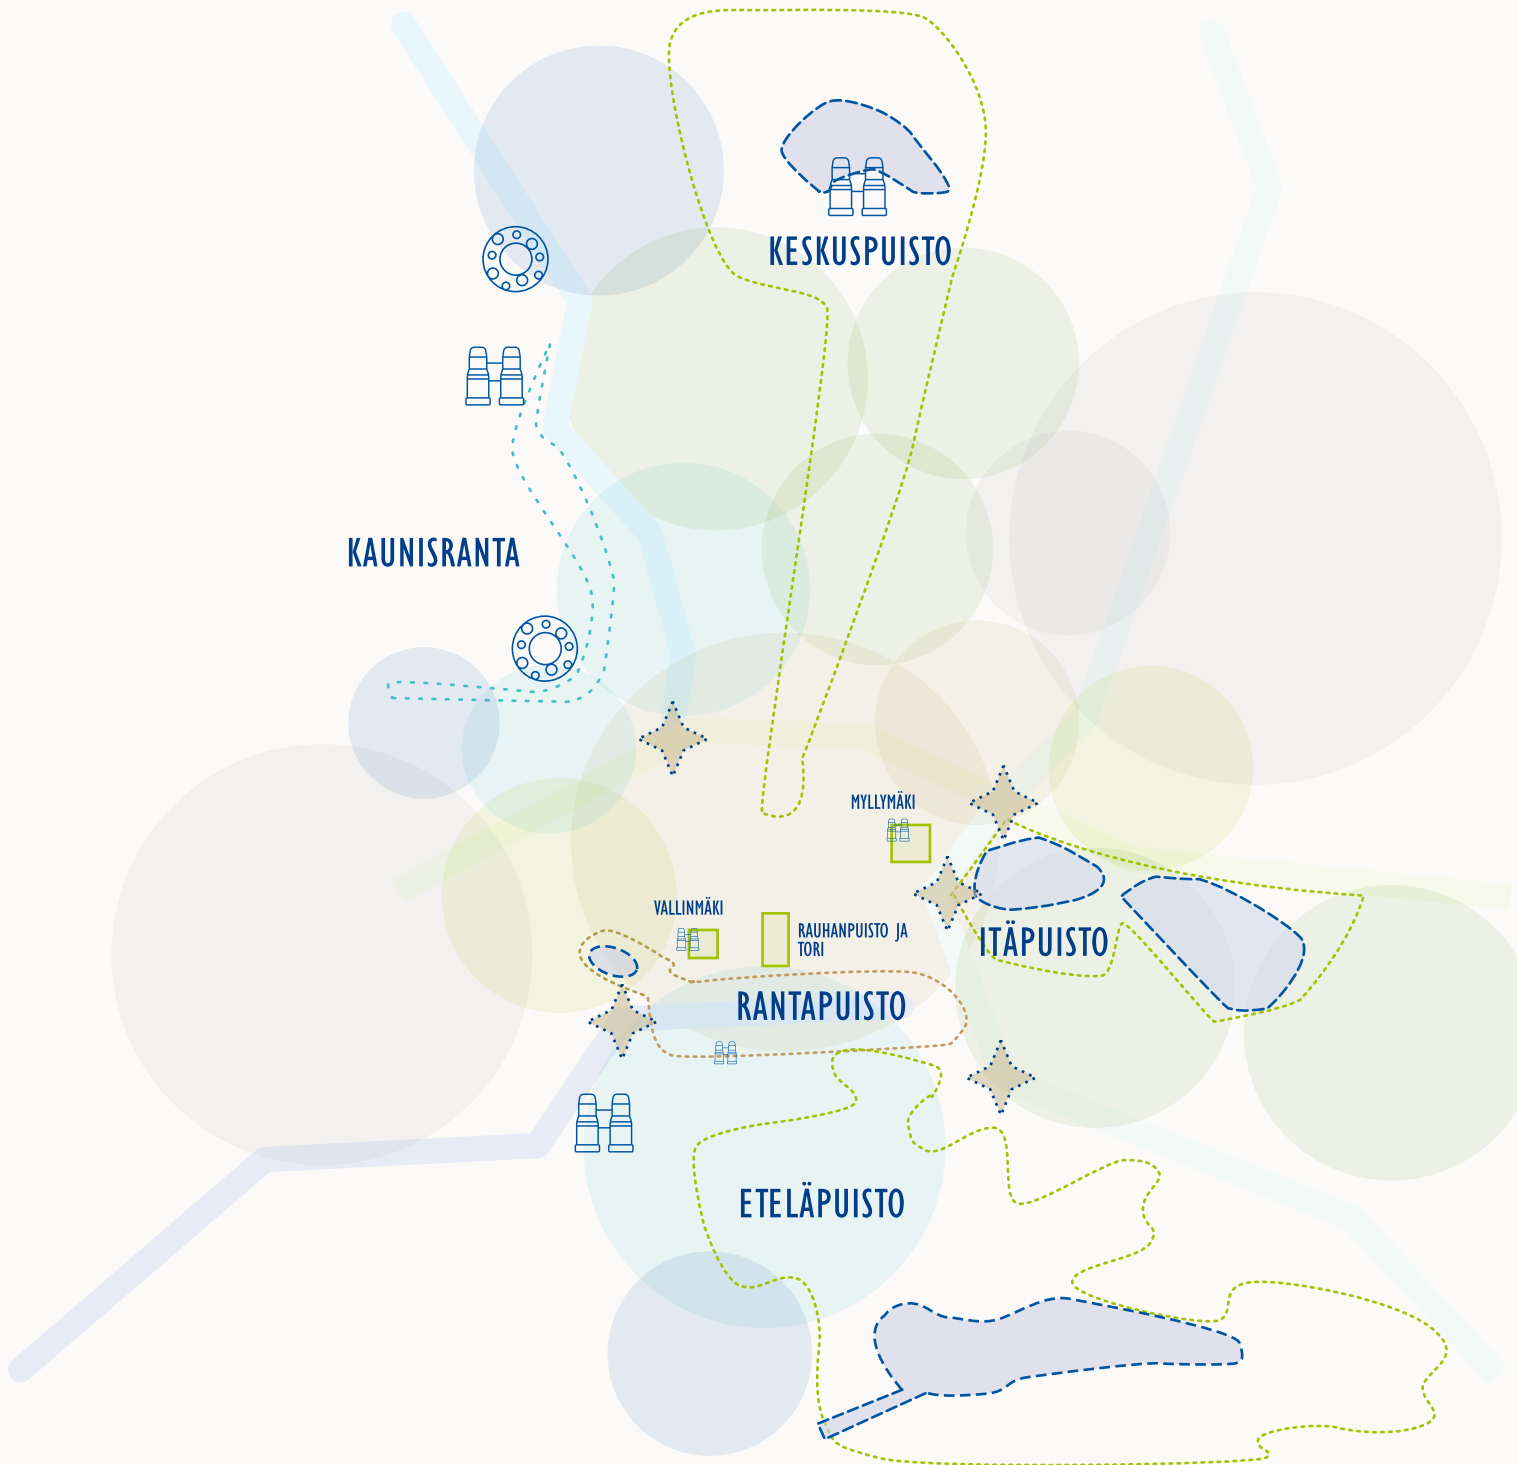 KESKUSPUISTO
KAUNISRANTA
MYLLYMÄKI
VALLINMÄKI
RAUHANPUISTO JA
TORI
ITÄPUISTO
RANTAPUISTO
ETELÄPUISTO